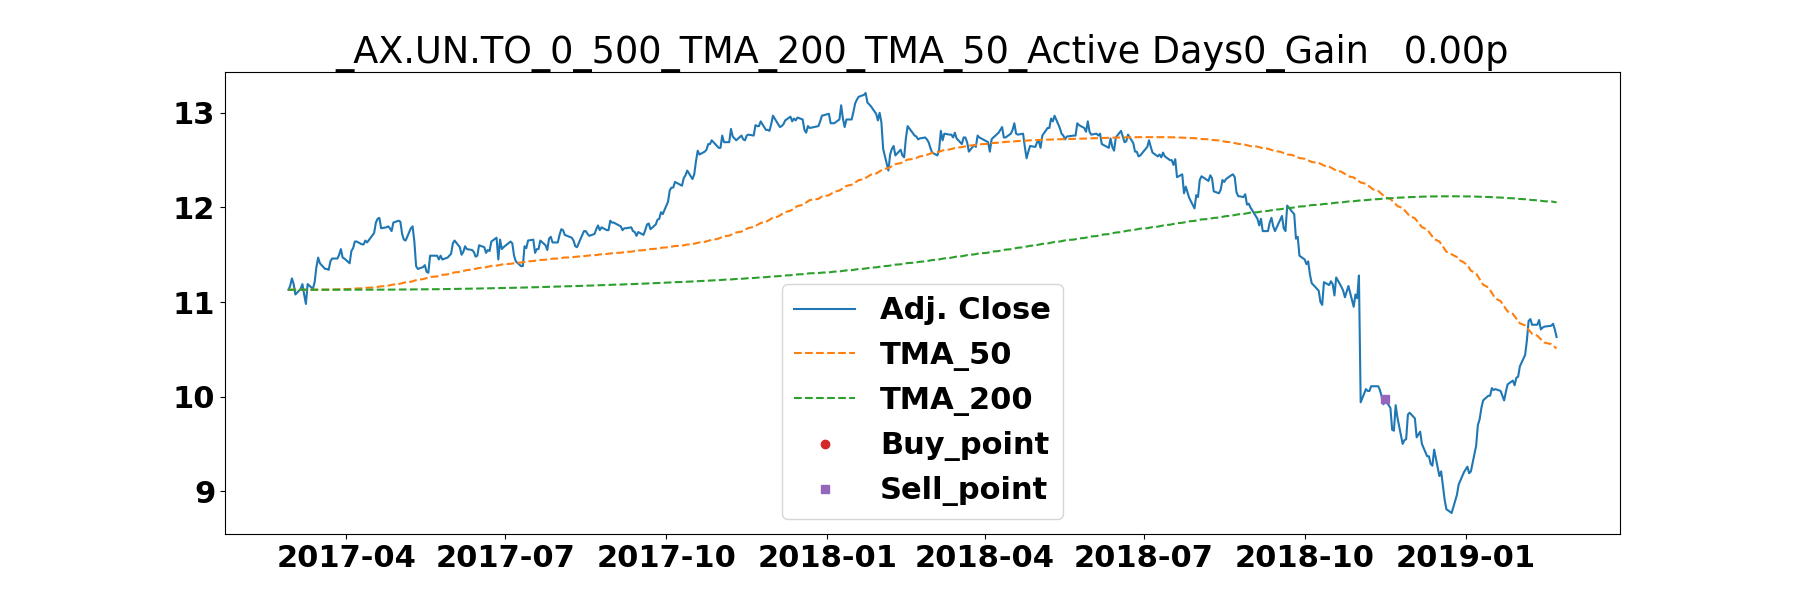 _AX.UN.TO_0_500_TMA_200_TMA_50_Active Days0_Gain   0.00p
13
12
11
10
9
Adj. Close
TMA_50
TMA_200
Buy_point
Sell_point
2017-04 2017-07 2017-10 2018-01 2018-04 2018-07 2018-10 2019-01